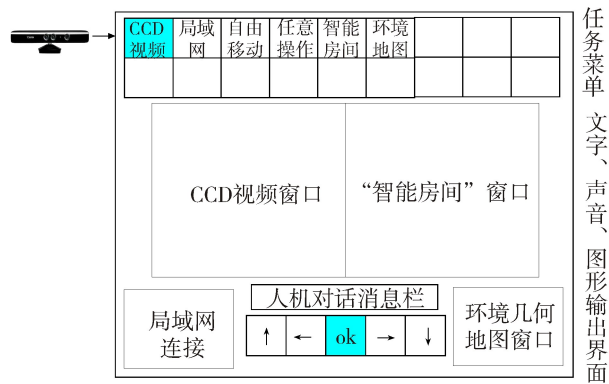 CCD
视频
局域
网
自由
移动
任意
操作
智能
房间
环境
地图
CCD视频窗口
“智能房间”窗口
人机对话消息栏
局域网
连接
↑ ← ok → ↓
环境几何
地图窗口
任务菜单 文字、声音、图形输出界面